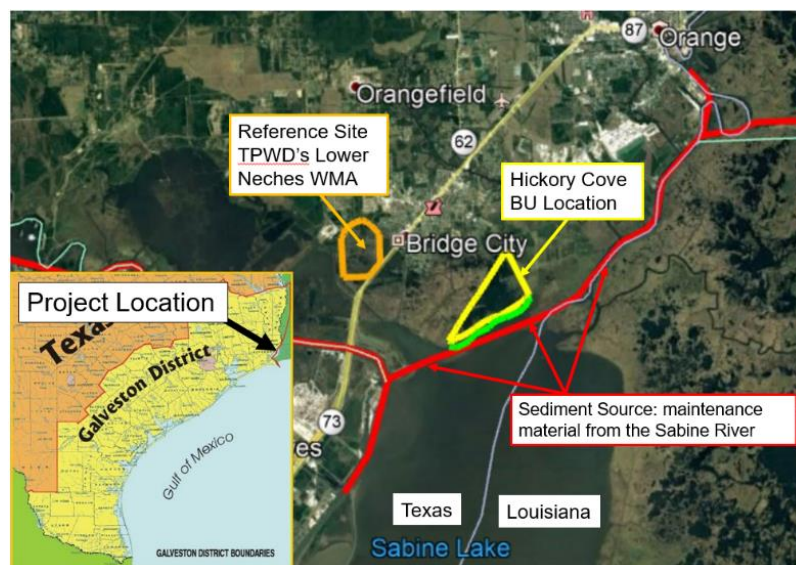 87
Orange
Orangefield
Reference Site
TPWD's Lower
Neches WMA
62
Hickory Cove
BU Location
Bridge City
Project Location
Texas
Galveston District
Gulf of Mexico
GALVESTON DISTRICT BOUNDARIES
73
es
Sediment Source: maintenance
material from the Sabine River
Texas
Louisiana
Sabine Lake